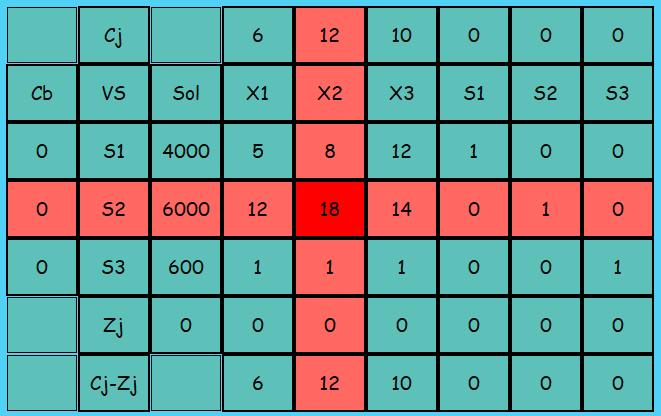 Cj 6 12 10 0 0 0
Cb VS Sol X1 X2 X3 S1 S2 S3
0 S1 4000 5 8 12 1 0 0
0 S2 6000 12 18 14 0 1 0
0 S3 600 1 1 1 0 0 1
Zj 0 0 0 0 0 0 0
Cj-Zj 6 12 10 0 0 0